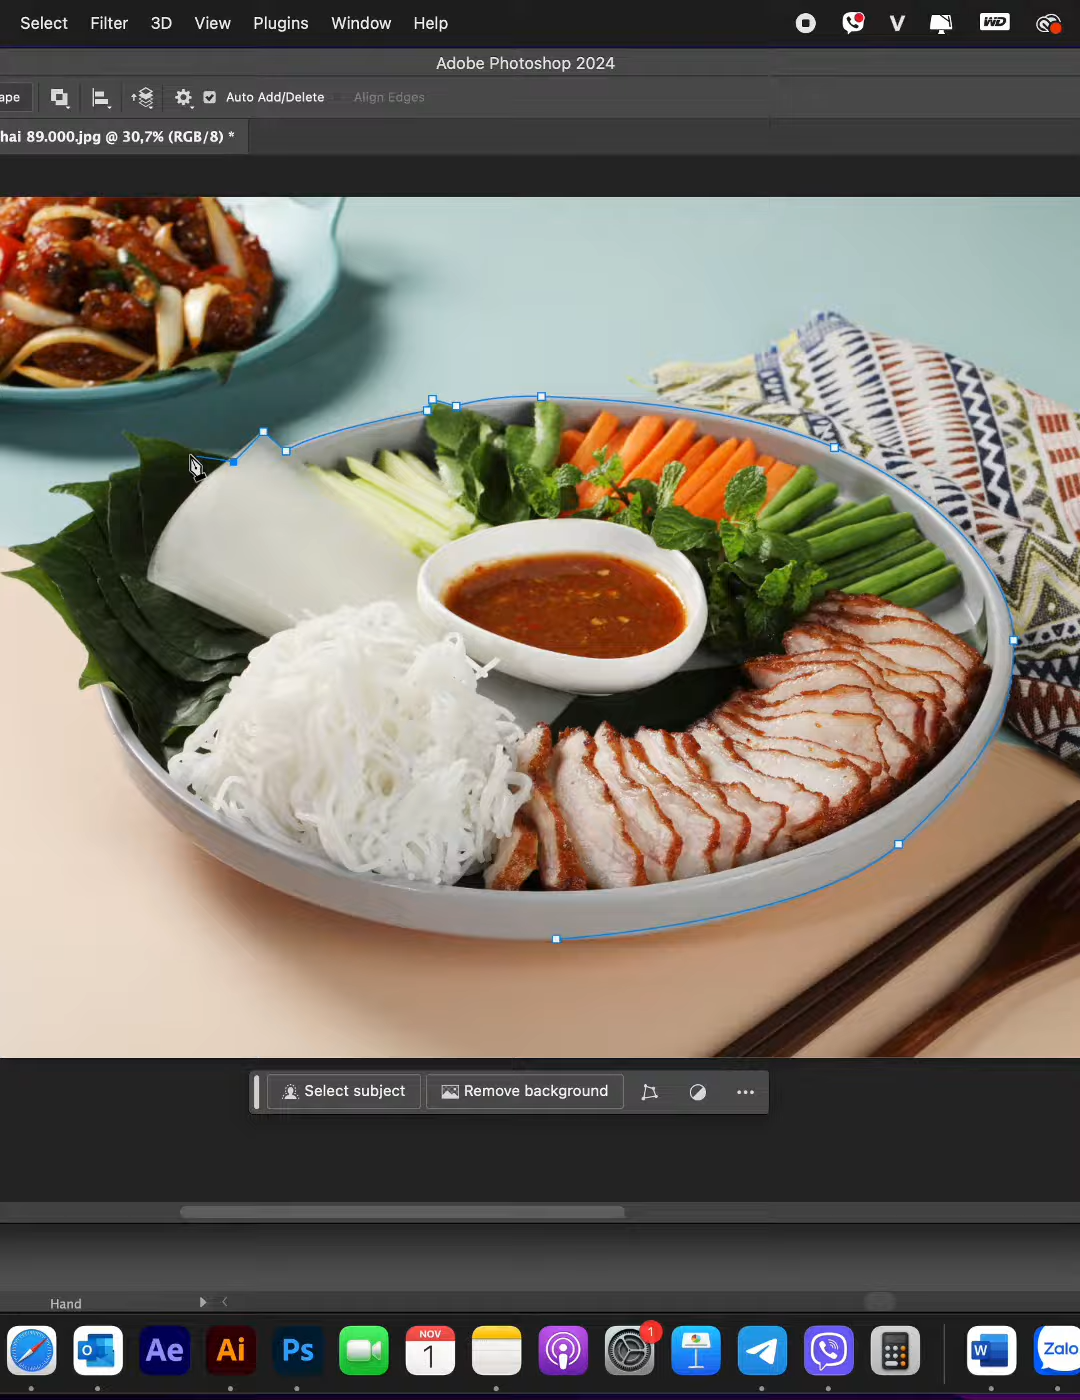 Select Filter 3D View Plugins Window Help V WD
Adobe Photoshop 2024
ape Auto Add/Delete Align Edges
hai 89.000.jpg @ 30,7% (RGB/8) *
Select subject Remove background
Hand
O Ae Ai Ps NOV 1 1 W Zalo